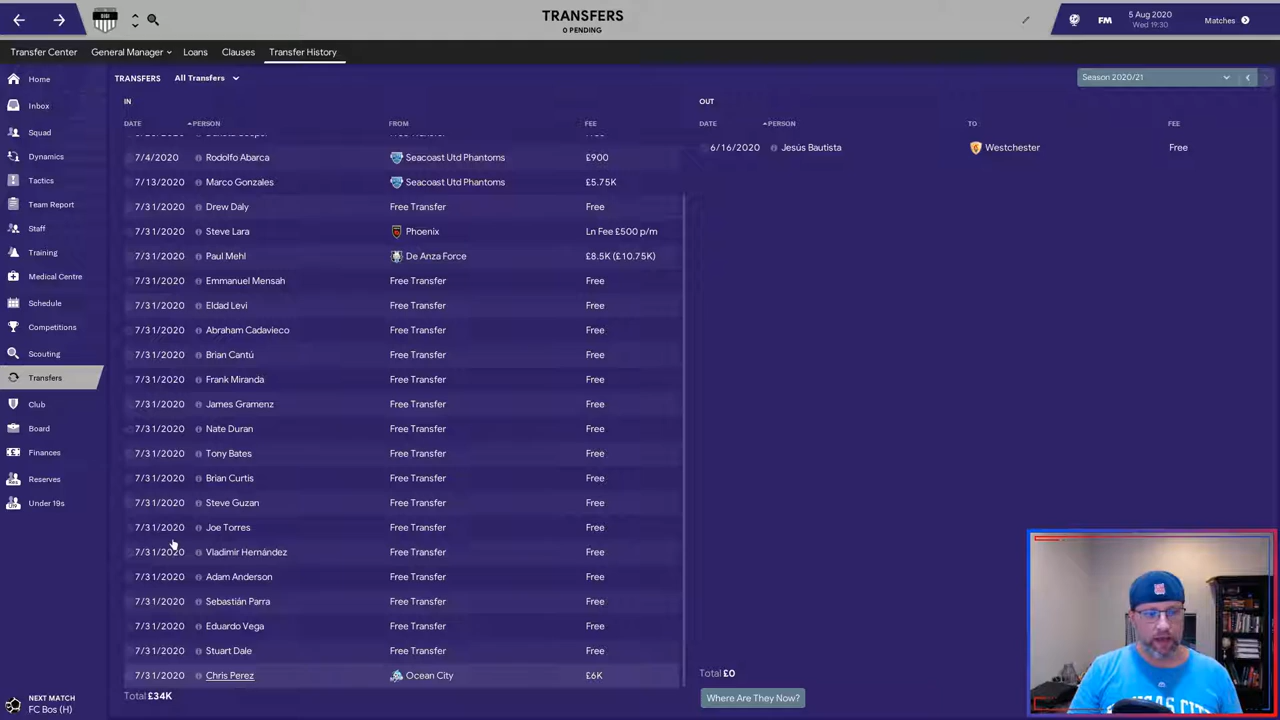 TRANSFERS
0 PENDING
FM
5 Aug 2020
Wed 19:30
Matches
Transfer Center General Manager Loans Clauses Transfer History
TRANSFERS All Transfers
Season 2020/21
Home
Inbox
Squad
Dynamics
Tactics
Team Report
Staff
Training
Medical Centre
Schedule
Competitions
Scouting
Transfers
Club
Board
Finances
Reserves
Under 19s
NEXT MATCH
FC Bos (H)
IN
DATE PERSON FROM FEE
7/4/2020 Rodolfo Abarca Seacoast Utd Phantoms £900
7/13/2020 Marco Gonzales Seacoast Utd Phantoms £5.75K
7/31/2020 Drew Daly Free Transfer Free
7/31/2020 Steve Lara Phoenix Ln Fee £500 p/m
7/31/2020 Paul Mehl De Anza Force £8.5K (£10.75K)
7/31/2020 Emmanuel Mensah Free Transfer Free
7/31/2020 Eldad Levi Free Transfer Free
7/31/2020 Abraham Cadavieco Free Transfer Free
7/31/2020 Brian Cantú Free Transfer Free
7/31/2020 Frank Miranda Free Transfer Free
7/31/2020 James Gramenz Free Transfer Free
7/31/2020 Nate Duran Free Transfer Free
7/31/2020 Tony Bates Free Transfer Free
7/31/2020 Brian Curtis Free Transfer Free
7/31/2020 Steve Guzan Free Transfer Free
7/31/2020 Joe Torres Free Transfer Free
7/31/2020 Vladimir Hernández Free Transfer Free
7/31/2020 Adam Anderson Free Transfer Free
7/31/2020 Sebastián Parra Free Transfer Free
7/31/2020 Eduardo Vega Free Transfer Free
7/31/2020 Stuart Dale Free Transfer Free
7/31/2020 Chris Perez Ocean City £6K
Total £34K
OUT
DATE PERSON TO FEE
6/16/2020 Jesús Bautista Westchester Free
Total £0
Where Are They Now?